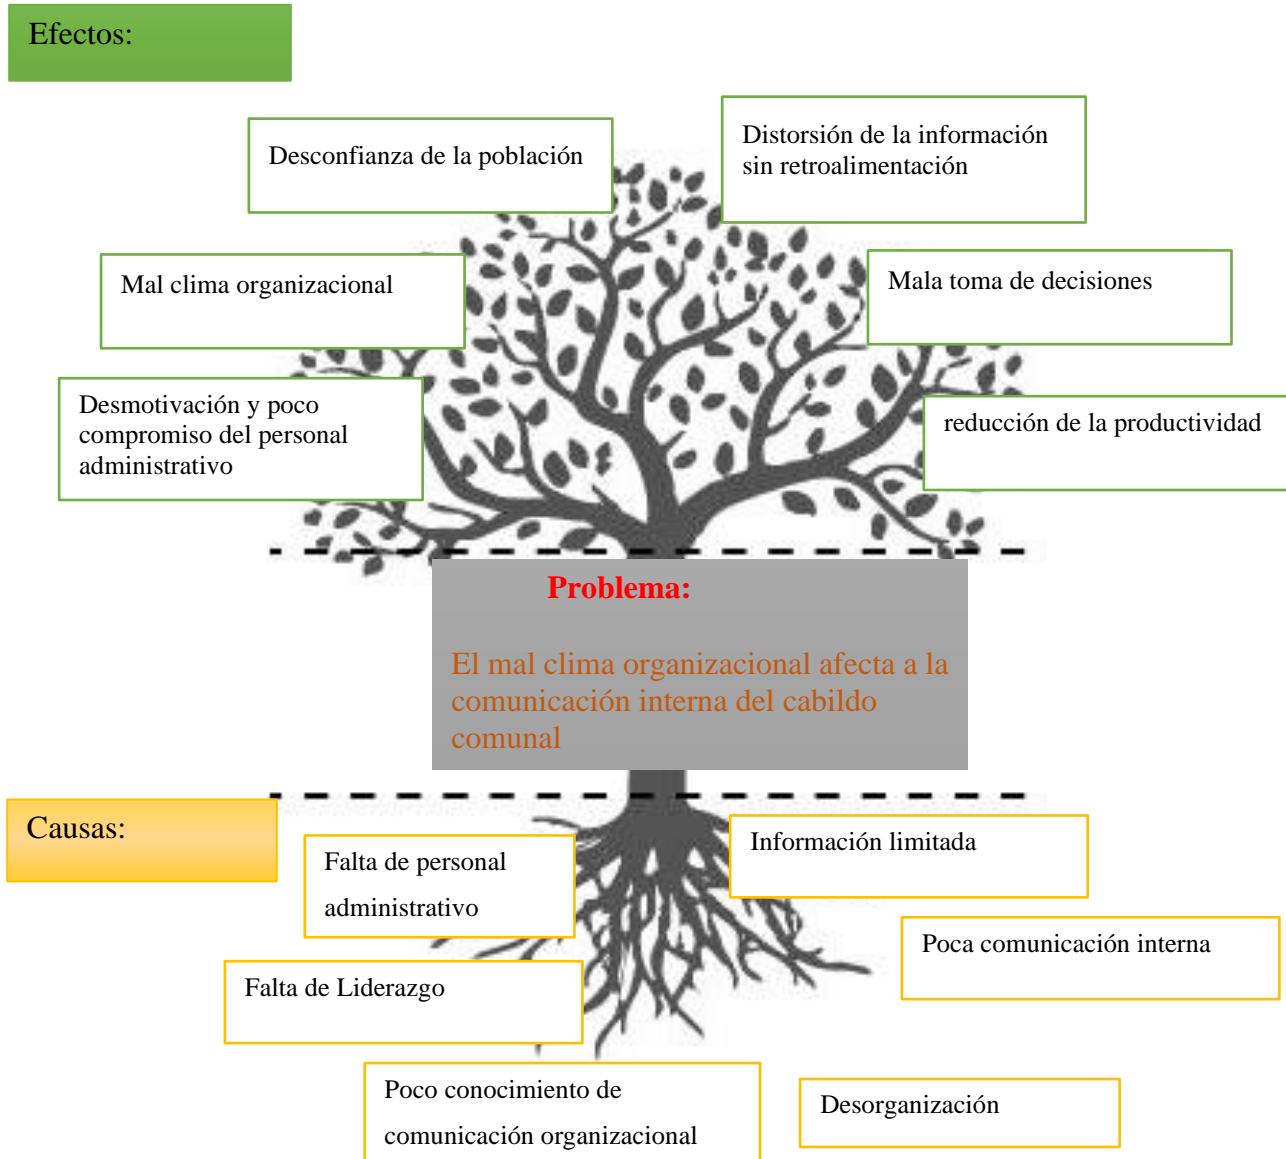 Efectos:
Desconfianza de la población
Distorsión de la información
sin retroalimentación
Mal clima organizacional
Mala toma de decisiones
Desmotivación y poco
compromiso del personal
administrativo
reducción de la productividad
Problema:
El mal clima organizacional afecta a la
comunicación interna del cabildo
comunal
Causas:
Falta de personal
administrativo
Información limitada
Poca comunicación interna
Falta de Liderazgo
Poco conocimiento de
comunicación organizacional
Desorganización